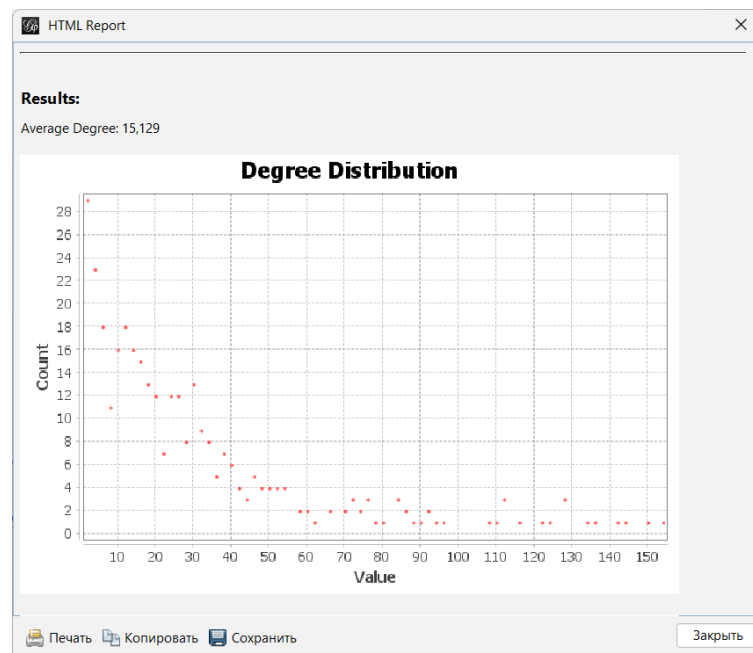 HTML Report
Results:
Average Degree: 15,129
Degree Distribution
28
26
24
22
20
18
16
14
12
10
8
6
4
2
0
Count
10 20 30 40 50 60 70 80 90 100 110 120 130 140 150
Value
Печать Копировать Сохранить Закрыть